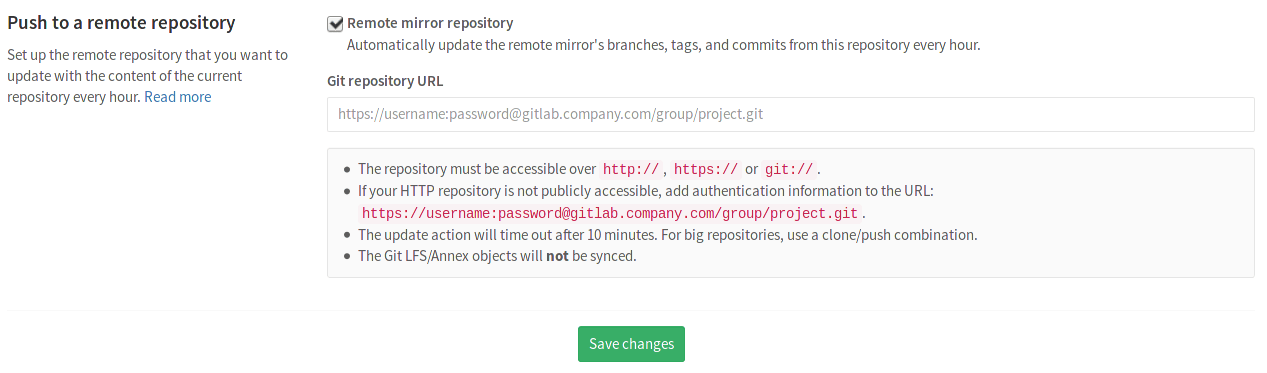 Push to a remote repository
Set up the remote repository that you want to
update with the content of the current
repository every hour. Read more
Remote mirror repository
Automatically update the remote mirror's branches, tags, and commits from this repository every hour.
Git repository URL
https://username:password@gitlab.company.com/group/project.git
The repository must be accessible over http://, https:// or git://.
If your HTTP repository is not publicly accessible, add authentication information to the URL:
https://username:password@gitlab.company.com/group/project.git.
The update action will time out after 10 minutes. For big repositories, use a clone/push combination.
The Git LFS/Annex objects will not be synced.
Save changes